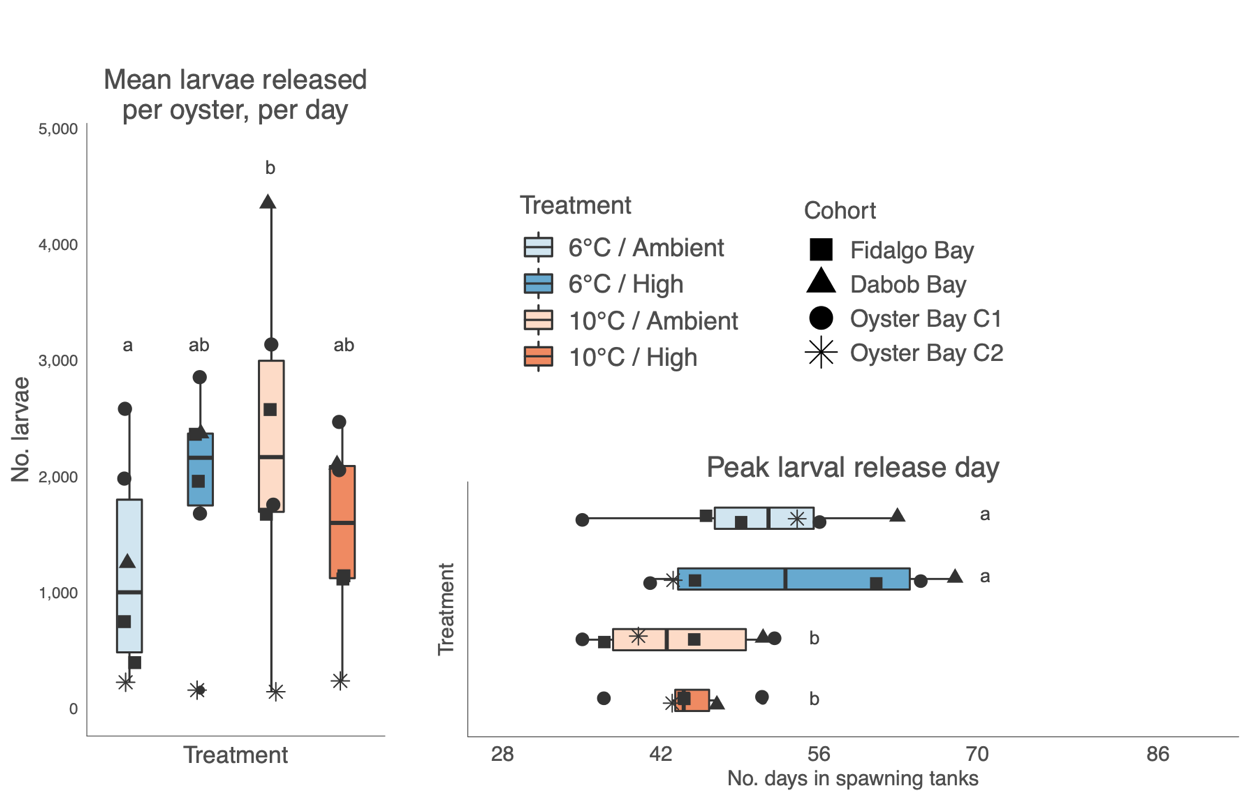 Mean larvae released
per oyster, per day
5,000
4,000
3,000
2,000
1,000
0
No. larvae
a
ab
b
ab
Treatment
Treatment
6°C / Ambient
6°C / High
10°C / Ambient
10°C / High
Cohort
Fidalgo Bay
Dabob Bay
Oyster Bay C1
Oyster Bay C2
Peak larval release day
Treatment
a
a
b
b
28
42
56
70
86
No. days in spawning tanks